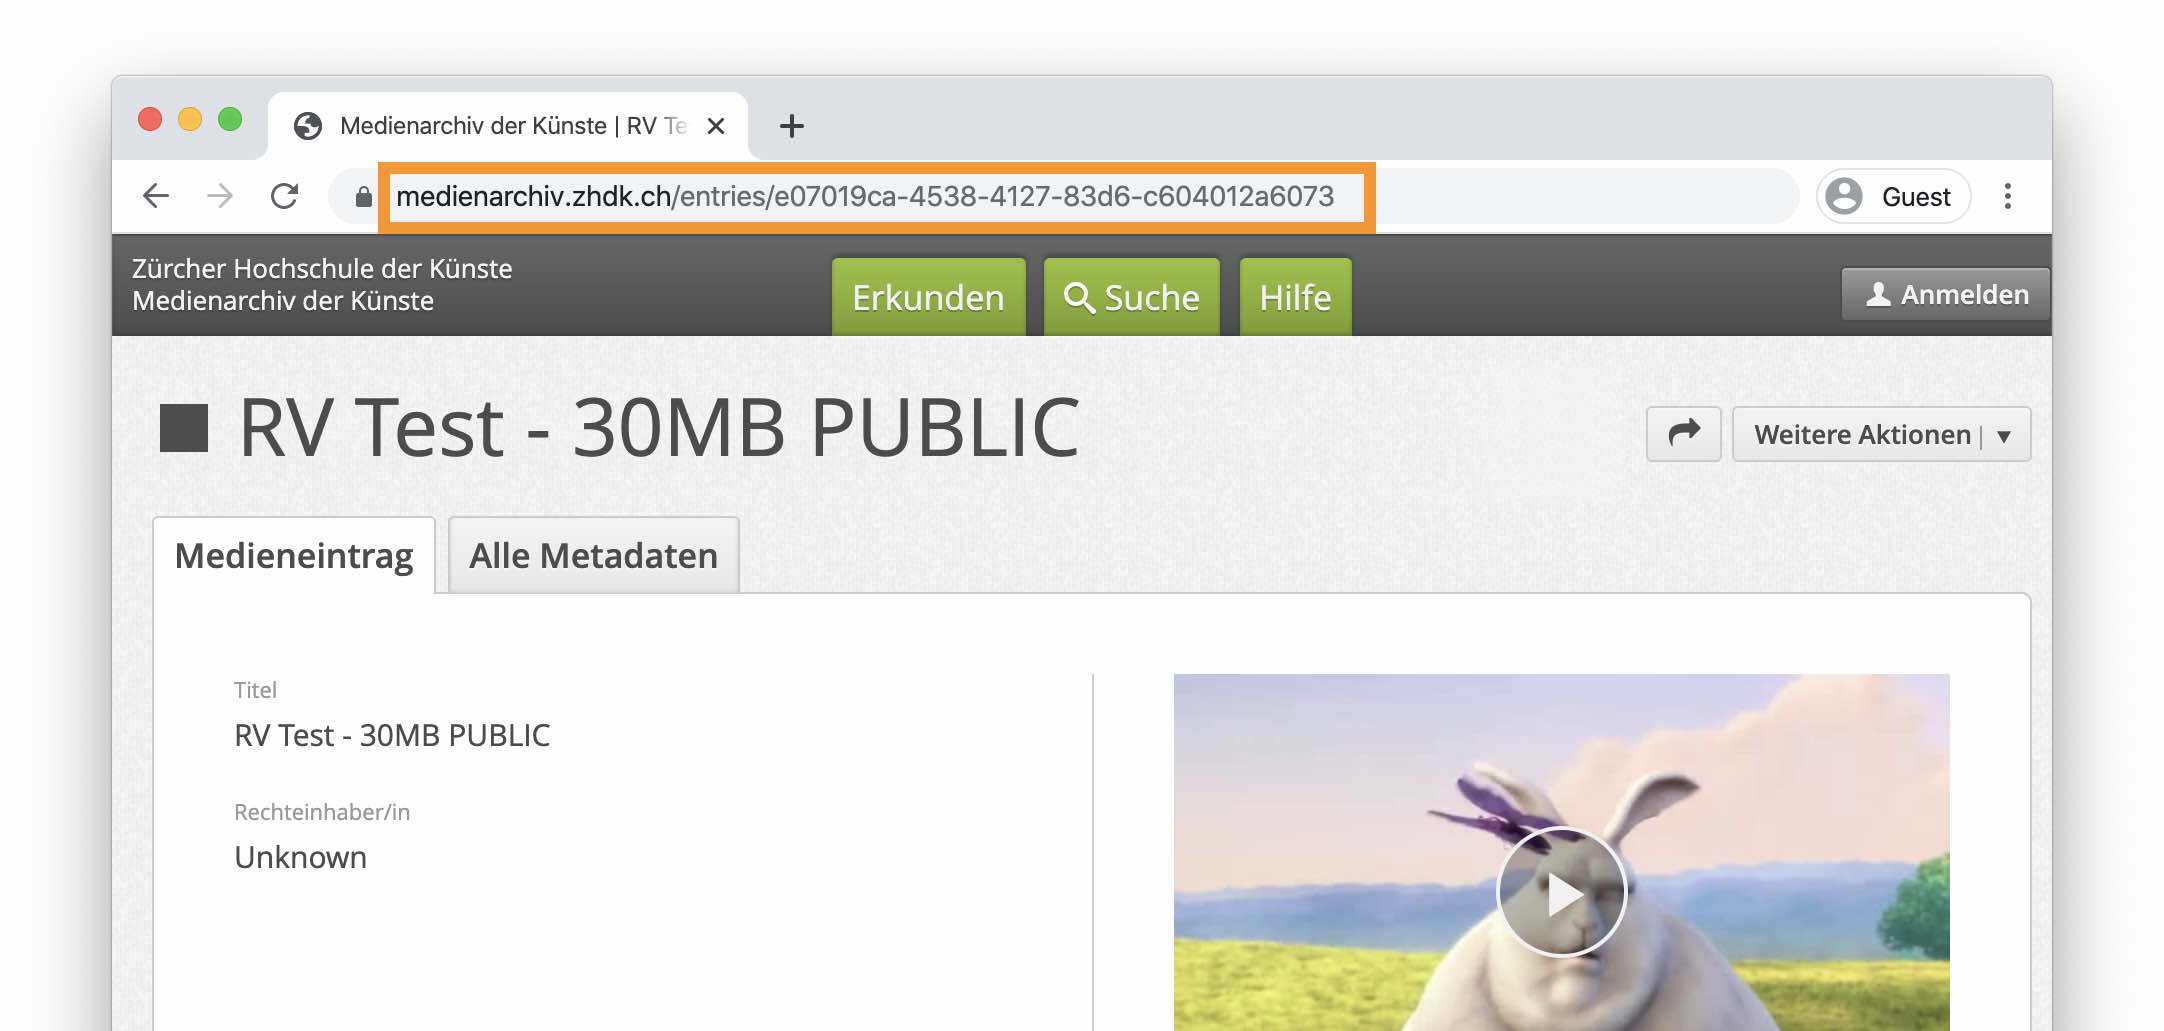 Medienarchiv der Künste | RV Te
medienarchiv.zhdk.ch/entries/e07019ca-4538-4127-83d6-c604012a6073
Guest
Zürcher Hochschule der Künste
Medienarchiv der Künste
Erkunden
Suche
Hilfe
Anmelden
RV Test - 30MB PUBLIC
Weitere Aktionen
Medieneintrag
Alle Metadaten
Titel
RV Test - 30MB PUBLIC
Rechteinhaber/in
Unknown